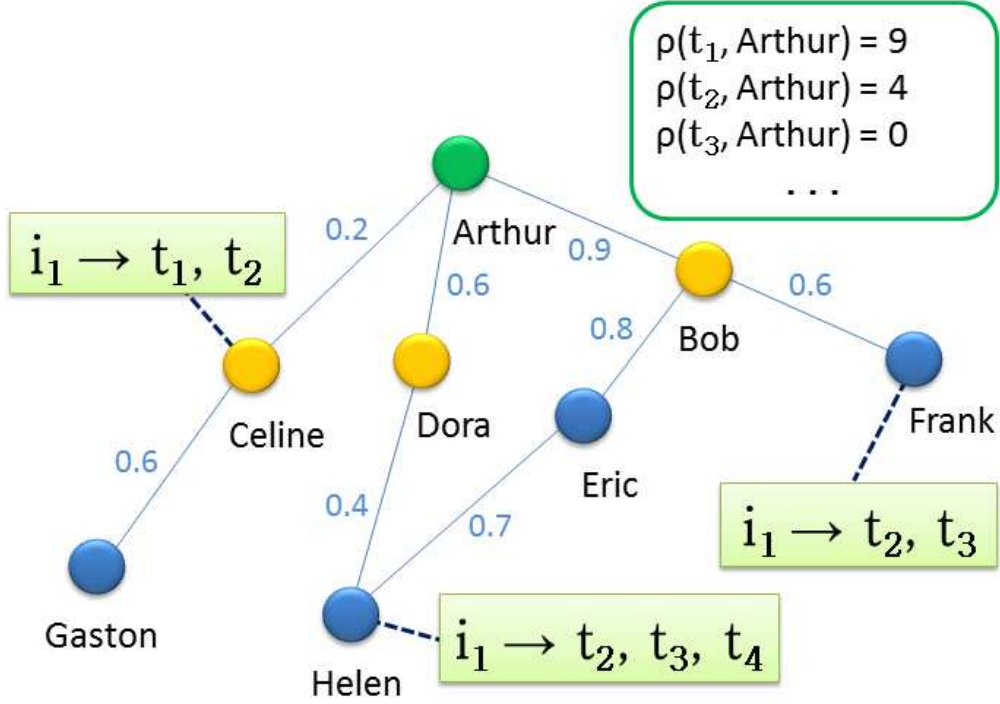 ρ(t₁, Arthur) = 9
ρ(t₂, Arthur) = 4
ρ(t₃, Arthur) = 0
. . .
Arthur
0.2
0.6
0.9
i₁ → t₁, t₂
0.6
0.8
Bob
Celine
Dora
Frank
0.6
Eric
0.4
0.7
i₁ → t₂, t₃
Gaston
Helen
i₁ → t₂, t₃, t₄